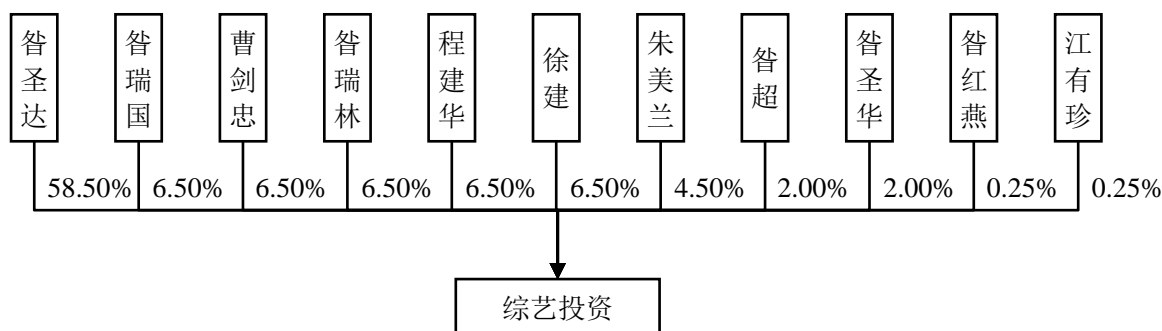 昝圣达
昝瑞国
曹剑忠
昝瑞林
程建华
徐建
朱美兰
昝超
昝圣华
昝红燕
江有珍
58.50% 6.50% 6.50% 6.50% 6.50% 6.50% 4.50% 2.00% 2.00% 0.25% 0.25%
综艺投资